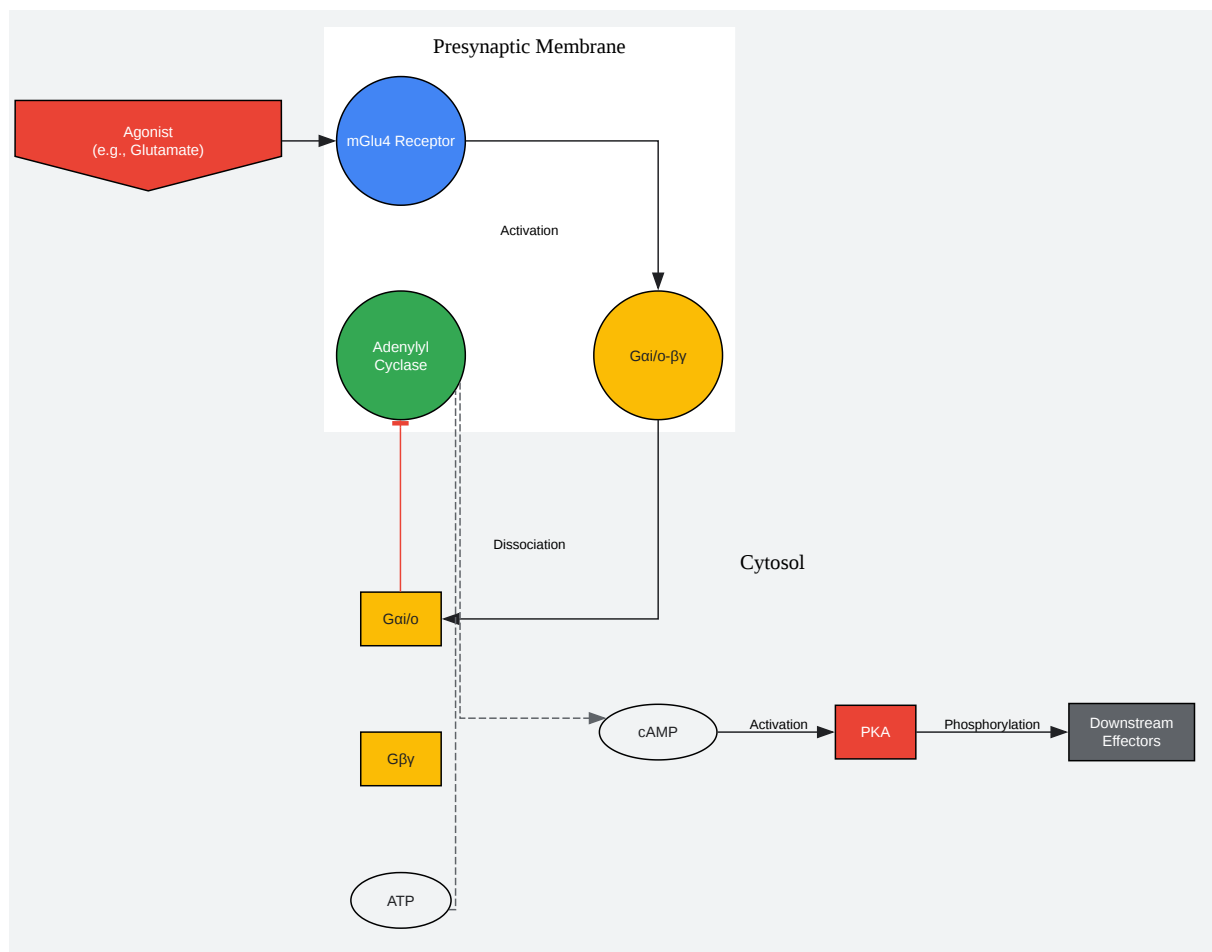 Presynaptic Membrane
Agonist
(e.g., Glutamate)
mGlu4 Receptor
Activation
Adenylyl
Cyclase
Gαi/o-βγ
Dissociation
Cytosol
Gαi/o
cAMP
Activation
PKA
Phosphorylation
Downstream
Effectors
Gβγ
ATP